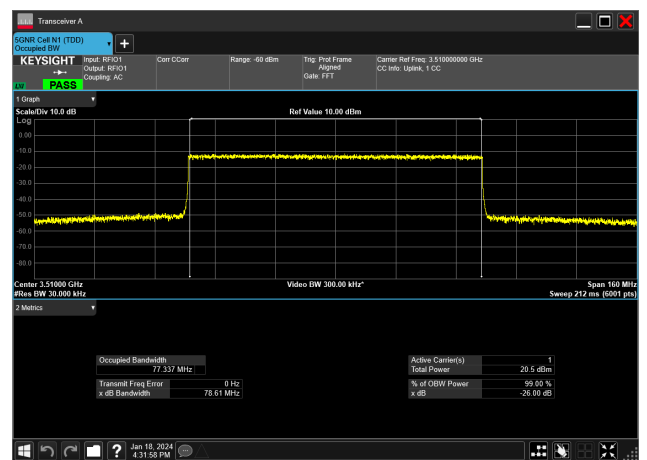 Transceiver A
5GNR Cell N1 (TDD)
Occupied BW
KEYSIGHT
LV PASS
Input: RFIO1
Output: RFIO1
Coupling: AC
Corr CCorr
Range: -60 dBm
Trig: Prot Frame
Aligned
Gate: FFT
Carrier Ref Freq: 3.510000000 GHz
CC Info: Uplink, 1 CC
1 Graph
Scale/Div 10.0 dB
Ref Value 10.00 dBm
Log
0.00
-10.0
-20.0
-30.0
-40.0
-50.0
-60.0
-70.0
-80.0
Center 3.51000 GHz
Video BW 300.00 kHz*
Span 160 MHz
#Res BW 30.000 kHz
Sweep 212 ms (6001 pts)
2 Metrics
Occupied Bandwidth
77.337 MHz
Transmit Freq Error 0 Hz
x dB Bandwidth 78.61 MHz
Active Carrier(s) 1
Total Power 20.5 dBm
% of OBW Power 99.00 %
x dB -26.00 dB
Jan 18, 2024
4:31:58 PM